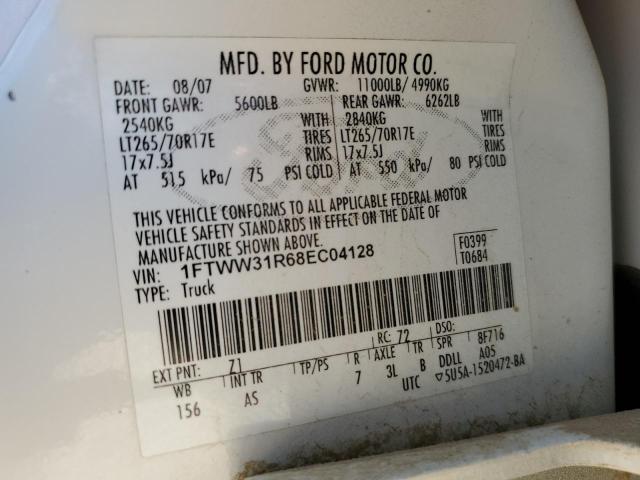 MFD. BY FORD MOTOR CO.
DATE: 08/07 GVWR: 11000LB/ 4990KG
FRONT GAWR: 5600LB REAR GAWR: 6262LB
2540KG WITH 2840KG WITH
LT265/70R17E TIRES LT265/70R17E TIRES
17x7.5J RIMS 17x7.5J RIMS
AT 515 kPa/ 75 PSI COLD AT 550 kPa/ 80 PSI COLD
THIS VEHICLE CONFORMS TO ALL APPLICABLE FEDERAL MOTOR
VEHICLE SAFETY STANDARDS IN EFFECT ON THE DATE OF
MANUFACTURE SHOWN ABOVE.
VIN: 1FTWW31R68EC04128 F0399
TYPE: Truck T0684
EXT PNT: Z1 RC: 72 DSO:
WB INT TR TP/PS R AXLE TR SPR 8F716
156 AS 7 3L B DDLL A05
UTC ▽5U5A-1520472-BA